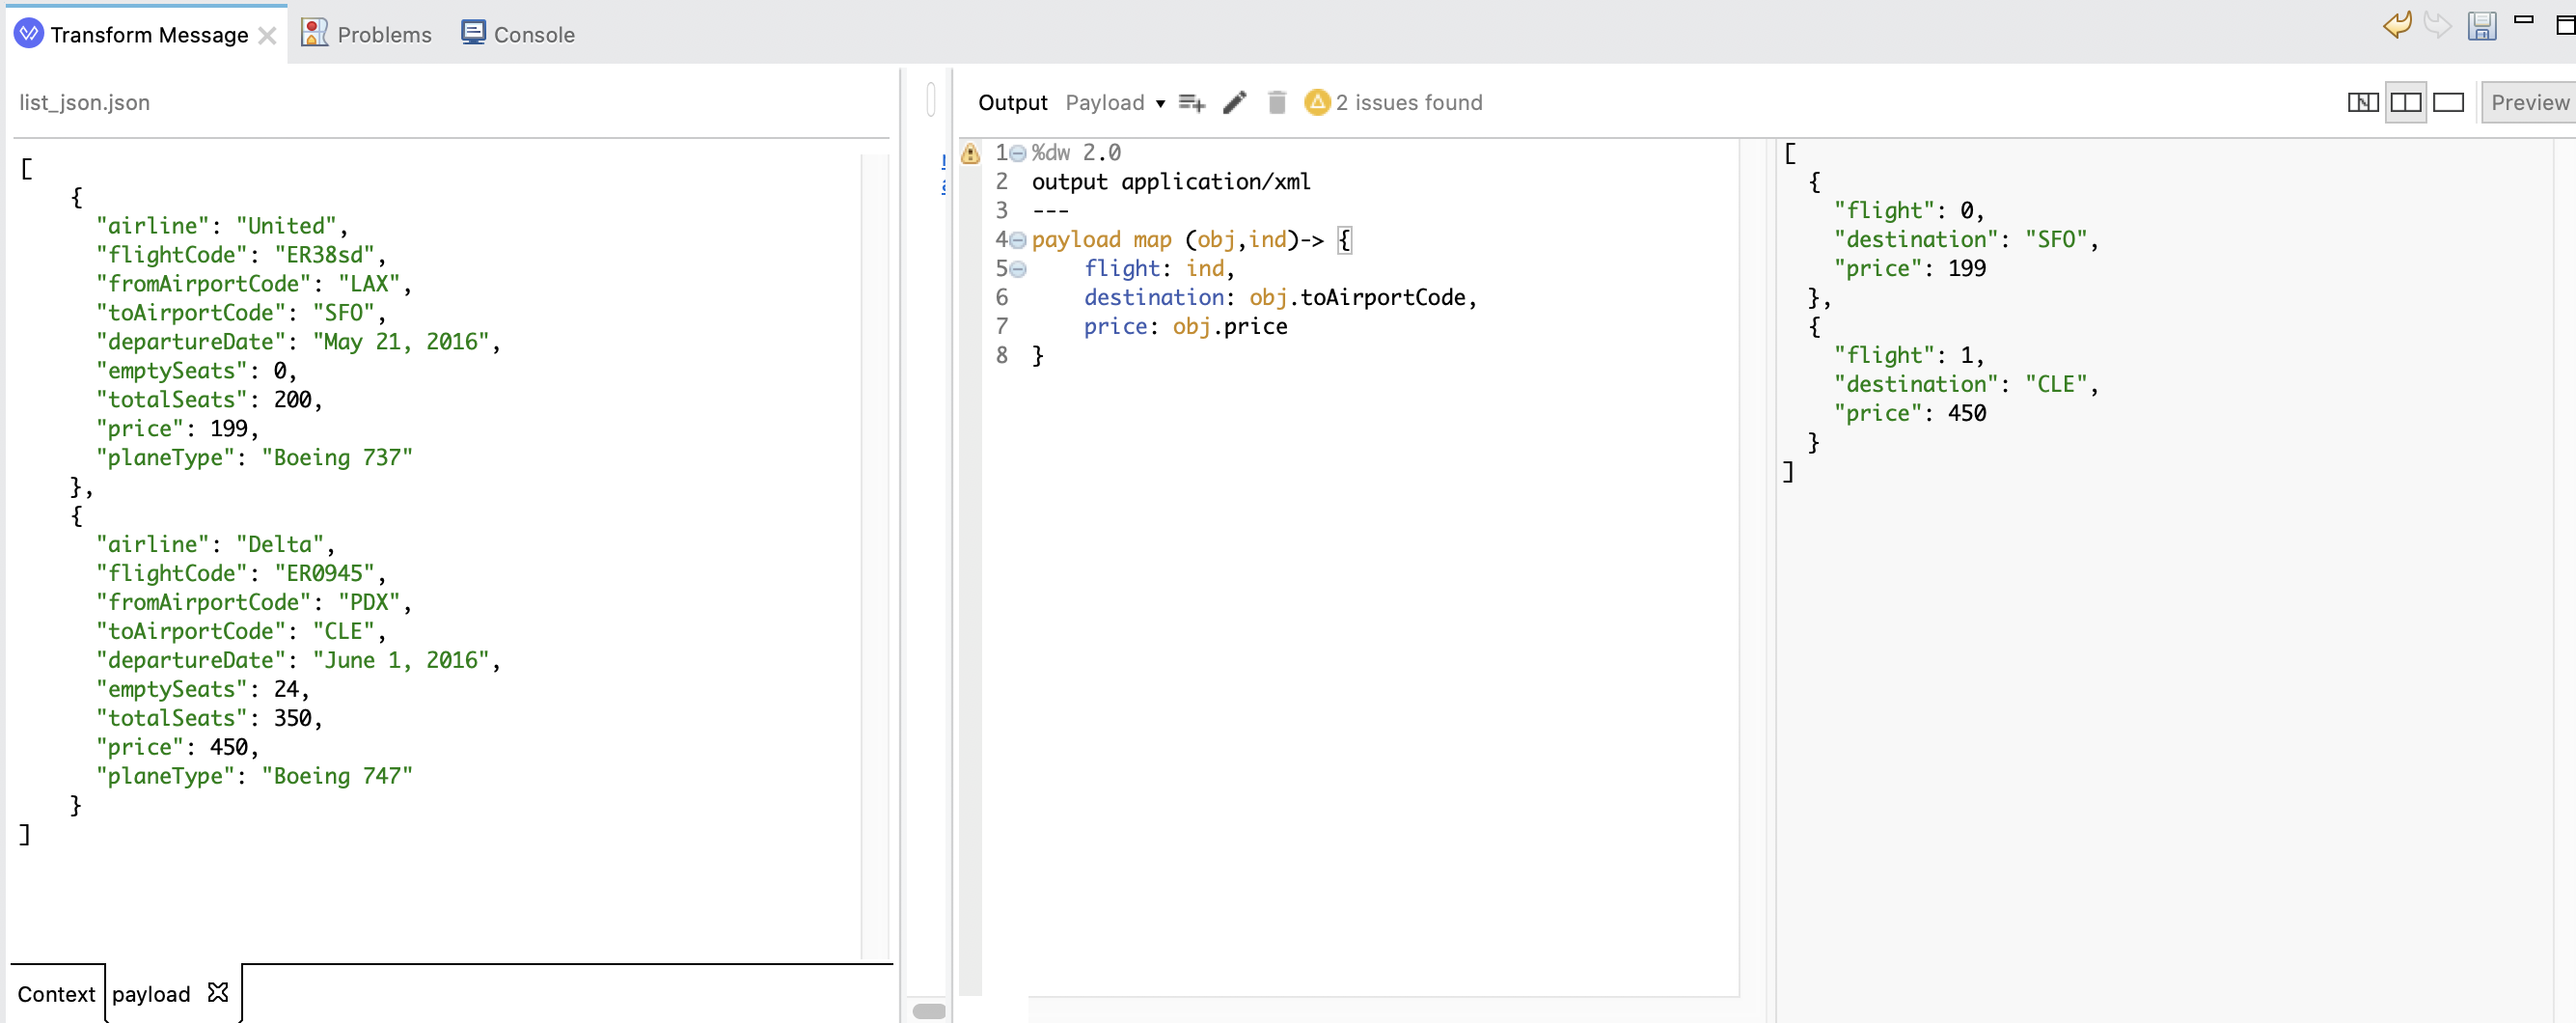 Transform Message
Problems
Console
list_json.json
[
{
"airline": "United",
"flightCode": "ER38sd",
"fromAirportCode": "LAX",
"toAirportCode": "SFO",
"departureDate": "May 21, 2016",
"emptySeats": 0,
"totalSeats": 200,
"price": 199,
"planeType": "Boeing 737"
},
{
"airline": "Delta",
"flightCode": "ER0945",
"fromAirportCode": "PDX",
"toAirportCode": "CLE",
"departureDate": "June 1, 2016",
"emptySeats": 24,
"totalSeats": 350,
"price": 450,
"planeType": "Boeing 747"
}
]
Context
payload
Output Payload 2 issues found
Preview
1 %dw 2.0
2 output application/xml
3 ---
4 payload map (obj,ind)-> {
5 flight: ind,
6 destination: obj.toAirportCode,
7 price: obj.price
8 }
[
{
"flight": 0,
"destination": "SFO",
"price": 199
},
{
"flight": 1,
"destination": "CLE",
"price": 450
}
]